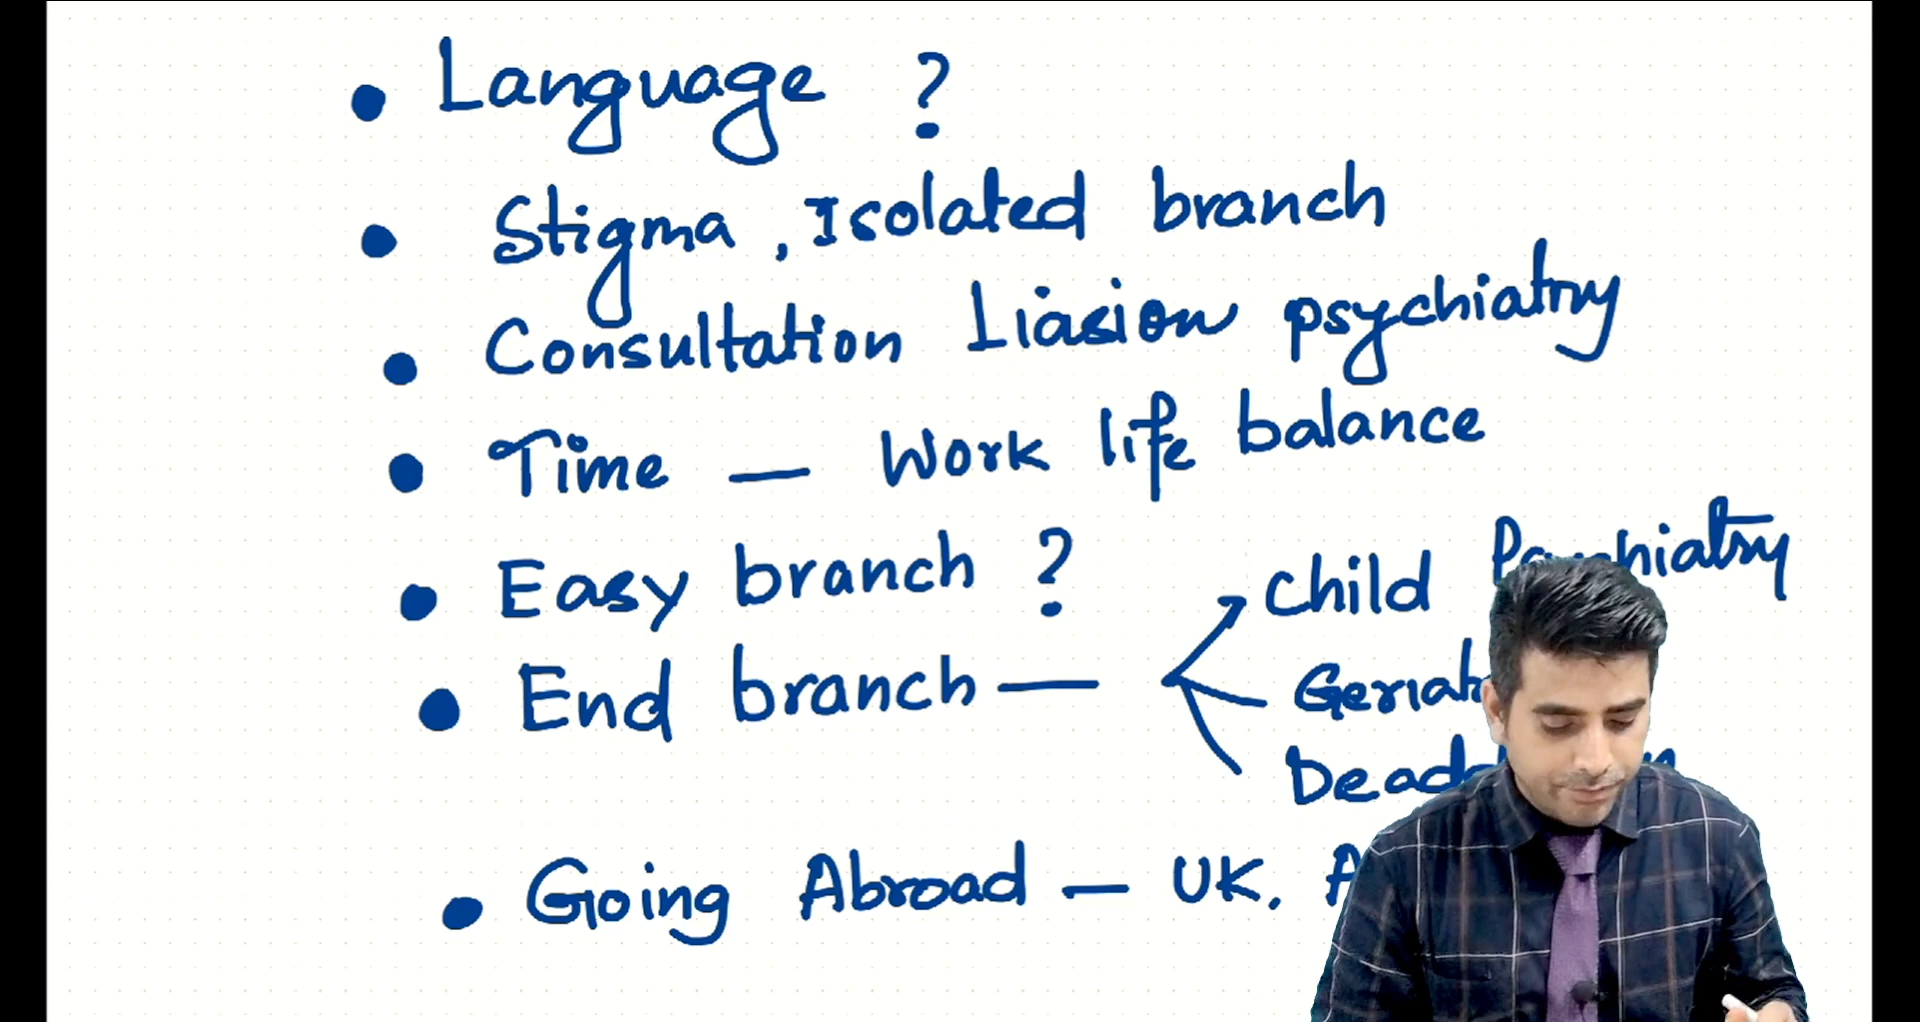 • Language ?
• Stigma, Isolated branch
• Consultation Liasion psychiatry
• Time — Work life balance
• Easy branch ?
Child
• End branch —
• Going Abroad — UK.